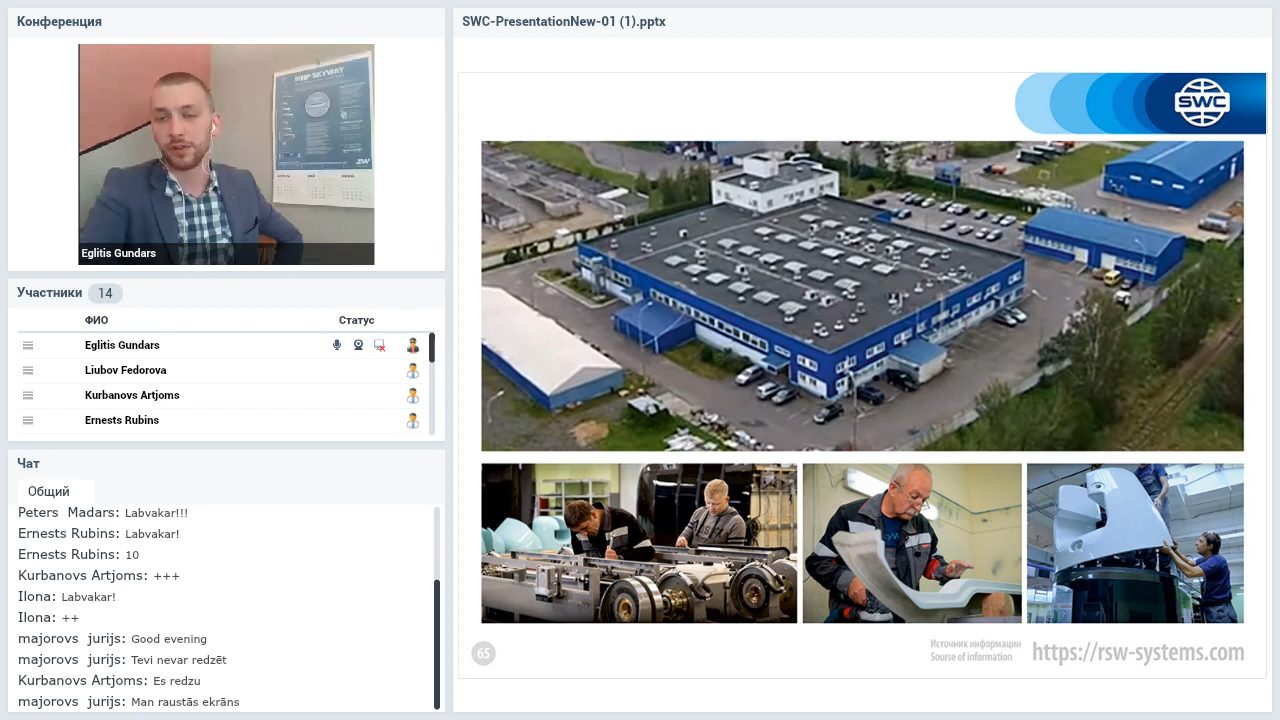 Конференция
МИР SKYWAY
SW
Eglitis Gundars
Участники 14
ФИО Статус
Eglitis Gundars
Liubov Fedorova
Kurbanovs Artjoms
Ernests Rubins
Чат
Общий
Peters Madars: Labvakar!!!
Ernests Rubins: Labvakar!
Ernests Rubins: 10
Kurbanovs Artjoms: +++
Ilona: Labvakar!
Ilona: ++
majorovs jurijs: Good evening
majorovs jurijs: Tevi nevar redzēt
Kurbanovs Artjoms: Es redzu
majorovs jurijs: Man raustās ekrāns
SWC-PresentationNew-01 (1).pptx
SWC
65
Источник информации
Sourse of information
https://rsw-systems.com